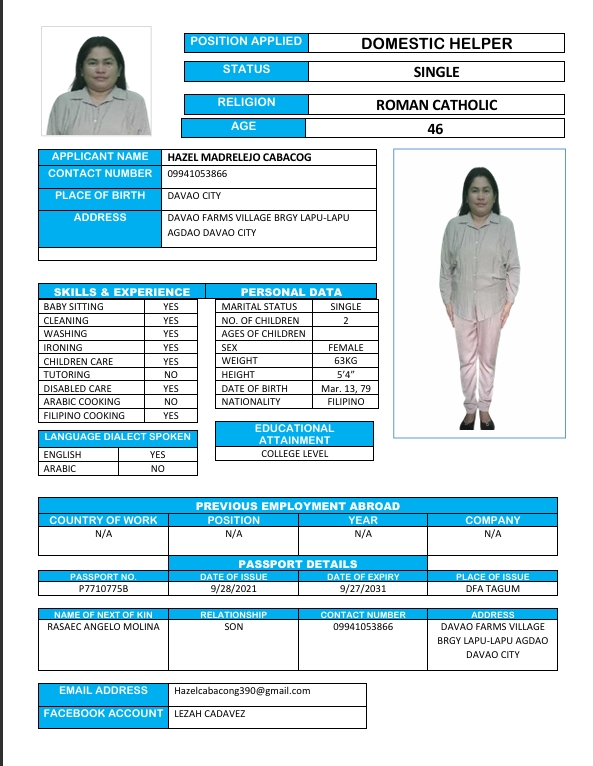 POSITION APPLIED DOMESTIC HELPER
STATUS SINGLE
RELIGION ROMAN CATHOLIC
AGE 46
APPLICANT NAME HAZEL MADRELEJO CABACOG
CONTACT NUMBER 09941053866
PLACE OF BIRTH DAVAO CITY
ADDRESS DAVAO FARMS VILLAGE BRGY LAPU-LAPU
AGDAO DAVAO CITY
SKILLS & EXPERIENCE
BABY SITTING YES
CLEANING YES
WASHING YES
IRONING YES
CHILDREN CARE YES
TUTORING NO
DISABLED CARE YES
ARABIC COOKING NO
FILIPINO COOKING YES
LANGUAGE DIALECT SPOKEN
ENGLISH YES
ARABIC NO
PERSONAL DATA
MARITAL STATUS SINGLE
NO. OF CHILDREN 2
AGES OF CHILDREN
SEX FEMALE
WEIGHT 63KG
HEIGHT 5’4”
DATE OF BIRTH Mar. 13, 79
NATIONALITY FILIPINO
EDUCATIONAL
ATTAINMENT
COLLEGE LEVEL
PREVIOUS EMPLOYMENT ABROAD
COUNTRY OF WORK POSITION YEAR COMPANY
N/A N/A N/A N/A
PASSPORT DETAILS
PASSPORT NO. DATE OF ISSUE DATE OF EXPIRY PLACE OF ISSUE
P7710775B 9/28/2021 9/27/2031 DFA TAGUM
NAME OF NEXT OF KIN RELATIONSHIP CONTACT NUMBER ADDRESS
RASAEC ANGELO MOLINA SON 09941053866 DAVAO FARMS VILLAGE
BRGY LAPU-LAPU AGDAO
DAVAO CITY
EMAIL ADDRESS Hazelcabacong390@gmail.com
FACEBOOK ACCOUNT LEZAH CADAVEZ